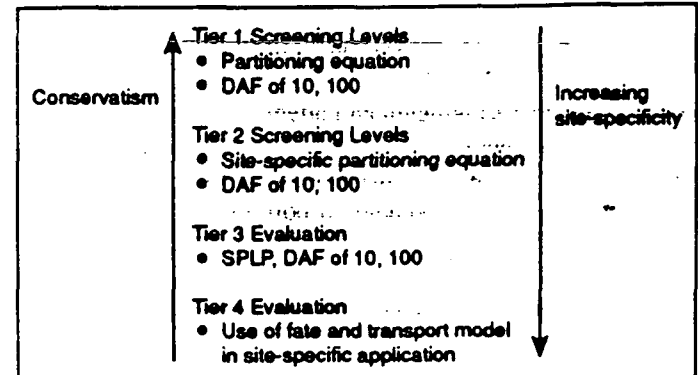 Tier 1 Screening Levels
• Partitioning equation
• DAF of 10, 100
Conservatism
Increasing
site-specificity
Tier 2 Screening Levels
• Site-specific partitioning equation
• DAF of 10, 100
Tier 3 Evaluation
• SPLP, DAF of 10, 100
Tier 4 Evaluation
• Use of fate and transport model
in site-specific application